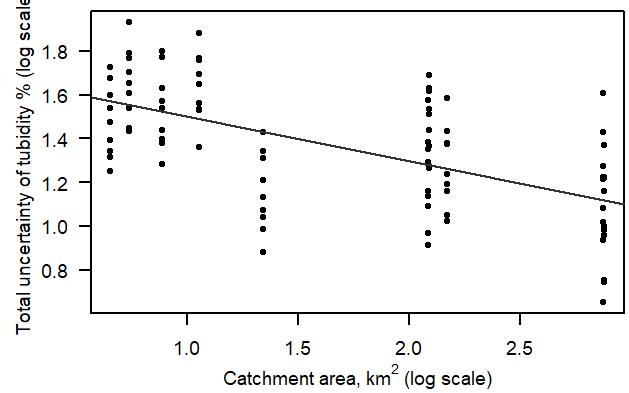 Total uncertainty of tubidity % (log scale
1.8
1.6
1.4
1.2
1.0
0.8
1.0 1.5 2.0 2.5
Catchment area, km² (log scale)